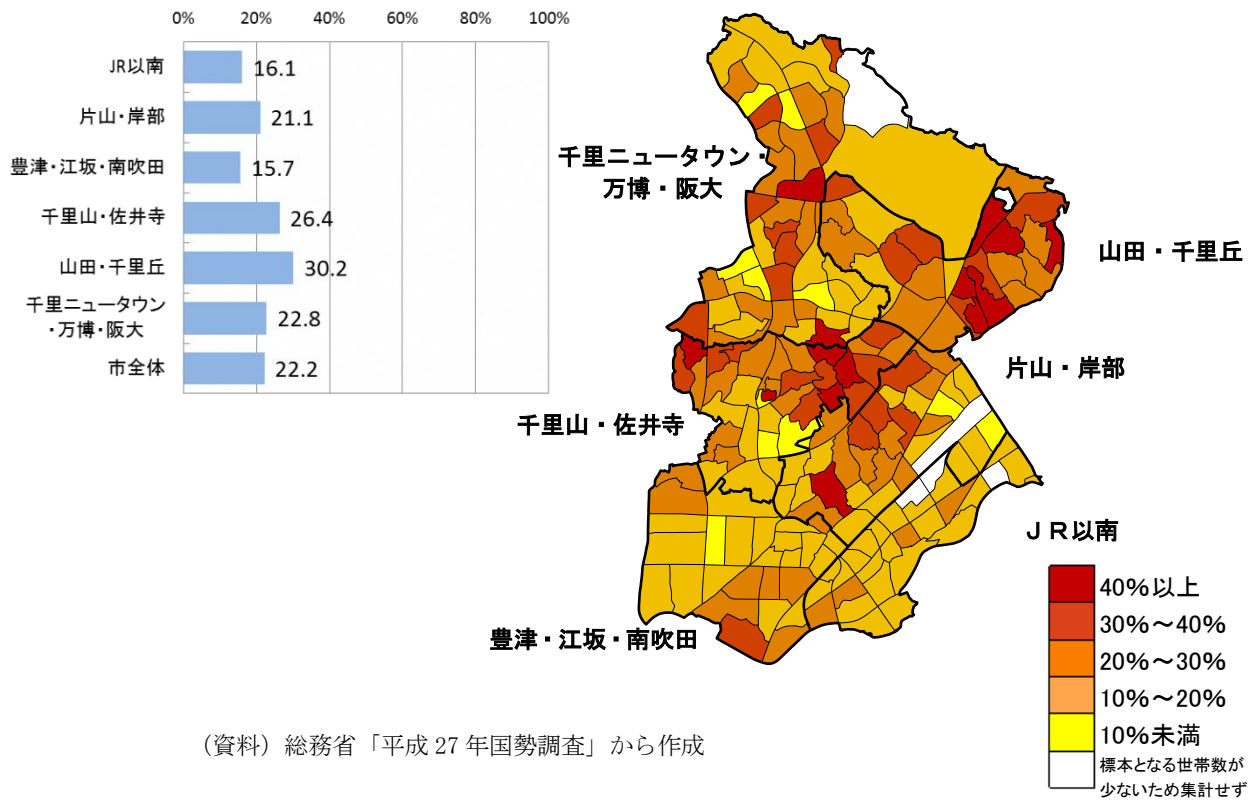 0% 20% 40% 60% 80% 100%
JR以南 16.1
片山・岸部 21.1
豊津・江坂・南吹田 15.7
千里山・佐井寺 26.4
山田・千里丘 30.2
千里ニュータウン
・万博・阪大 22.8
市全体 22.2
千里ニュータウン・
万博・阪大
山田・千里丘
片山・岸部
千里山・佐井寺
ＪＲ以南
豊津・江坂・南吹田
40%以上
30%～40%
20%～30%
10%～20%
10%未満
標本となる世帯数が
少ないため集計せず
（資料）総務省「平成 27 年国勢調査」から作成